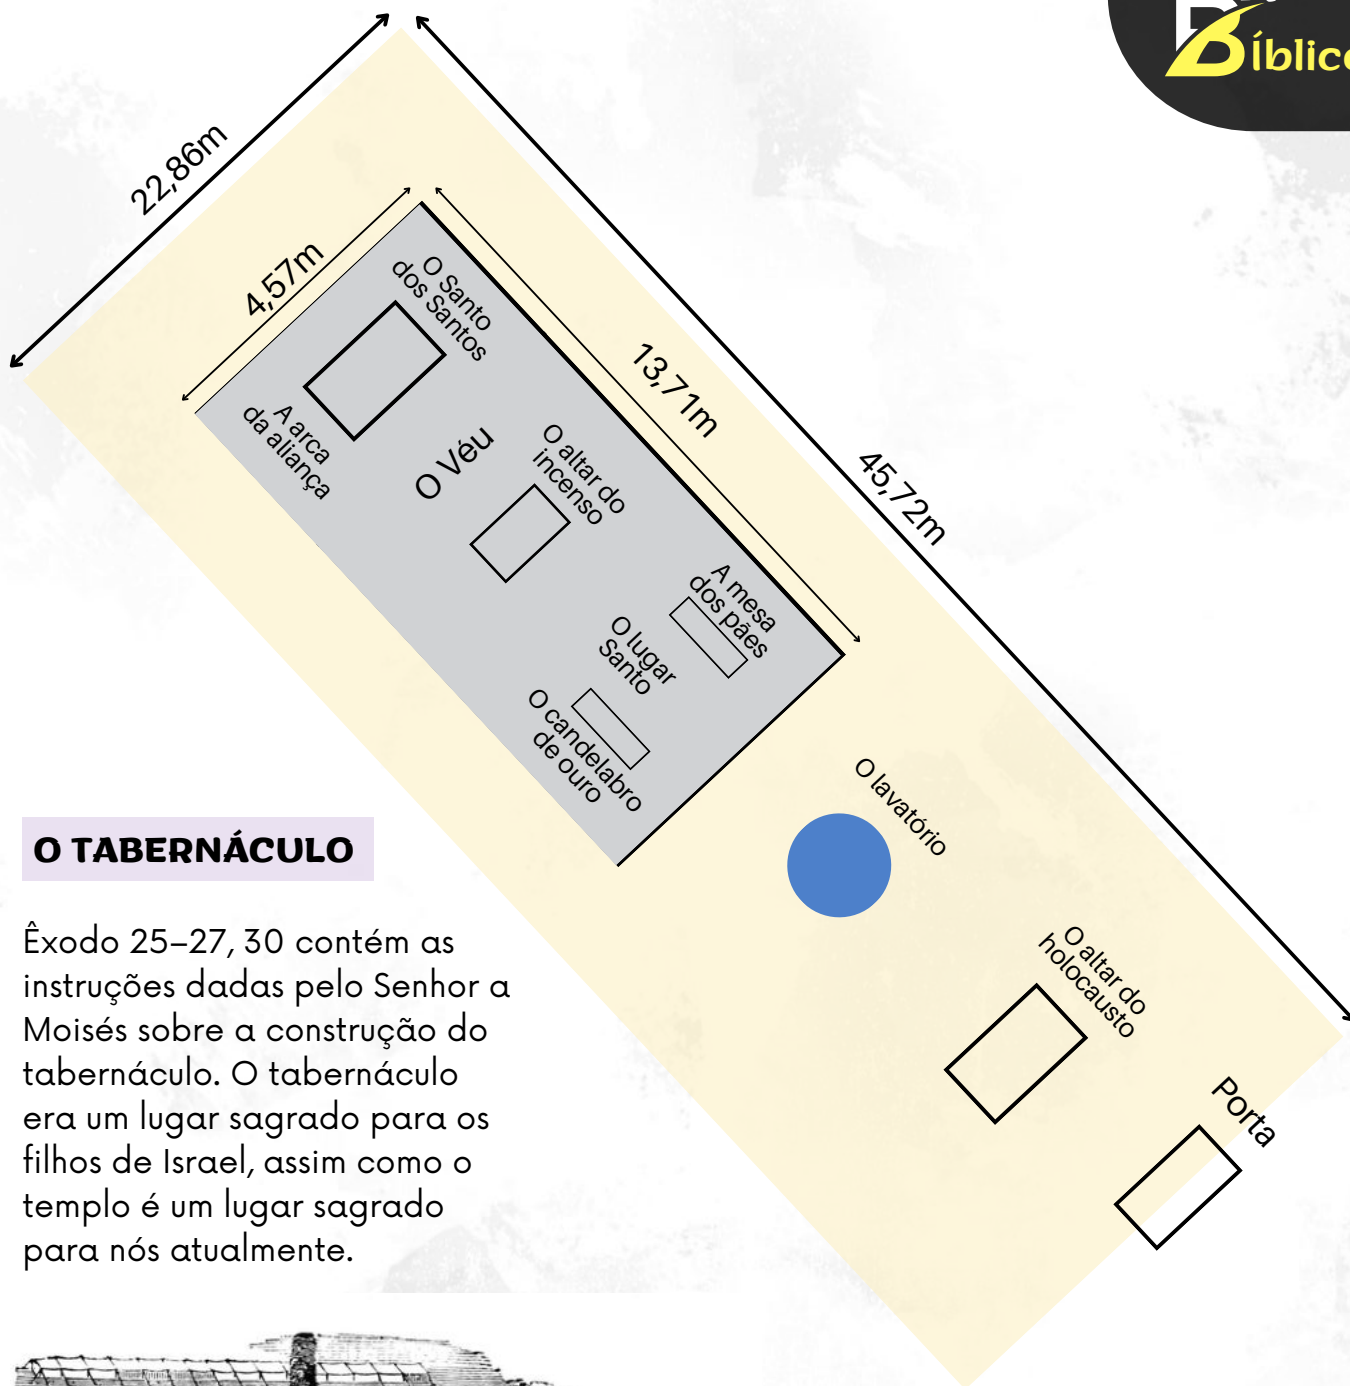 Bíblico
22,86m
4,57m
O Santo
dos Santos
A arca
da aliança
O Véu
13,71m
45,72m
O altar do
incenso
A mesa
dos pães
O lugar
Santo
O candelabro
de ouro
O lavatório
O altar do
holocausto
Porta
O TABERNÁCULO
Êxodo 25–27, 30 contém as
instruções dadas pelo Senhor a
Moisés sobre a construção do
tabernáculo. O tabernáculo
era um lugar sagrado para os
filhos de Israel, assim como o
templo é um lugar sagrado
para nós atualmente.